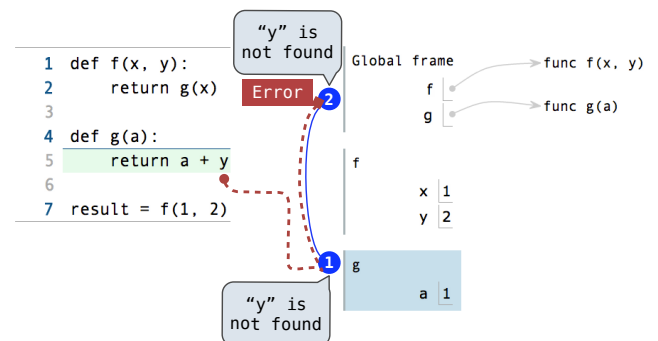 “y” is
not found
1 def f(x, y):
2 return g(x)
3
4 def g(a):
5 return a + y
6
7 result = f(1, 2)
Error
2
Global frame
f
g
func f(x, y)
func g(a)
f
x 1
y 2
1
g
a 1
“y” is
not found